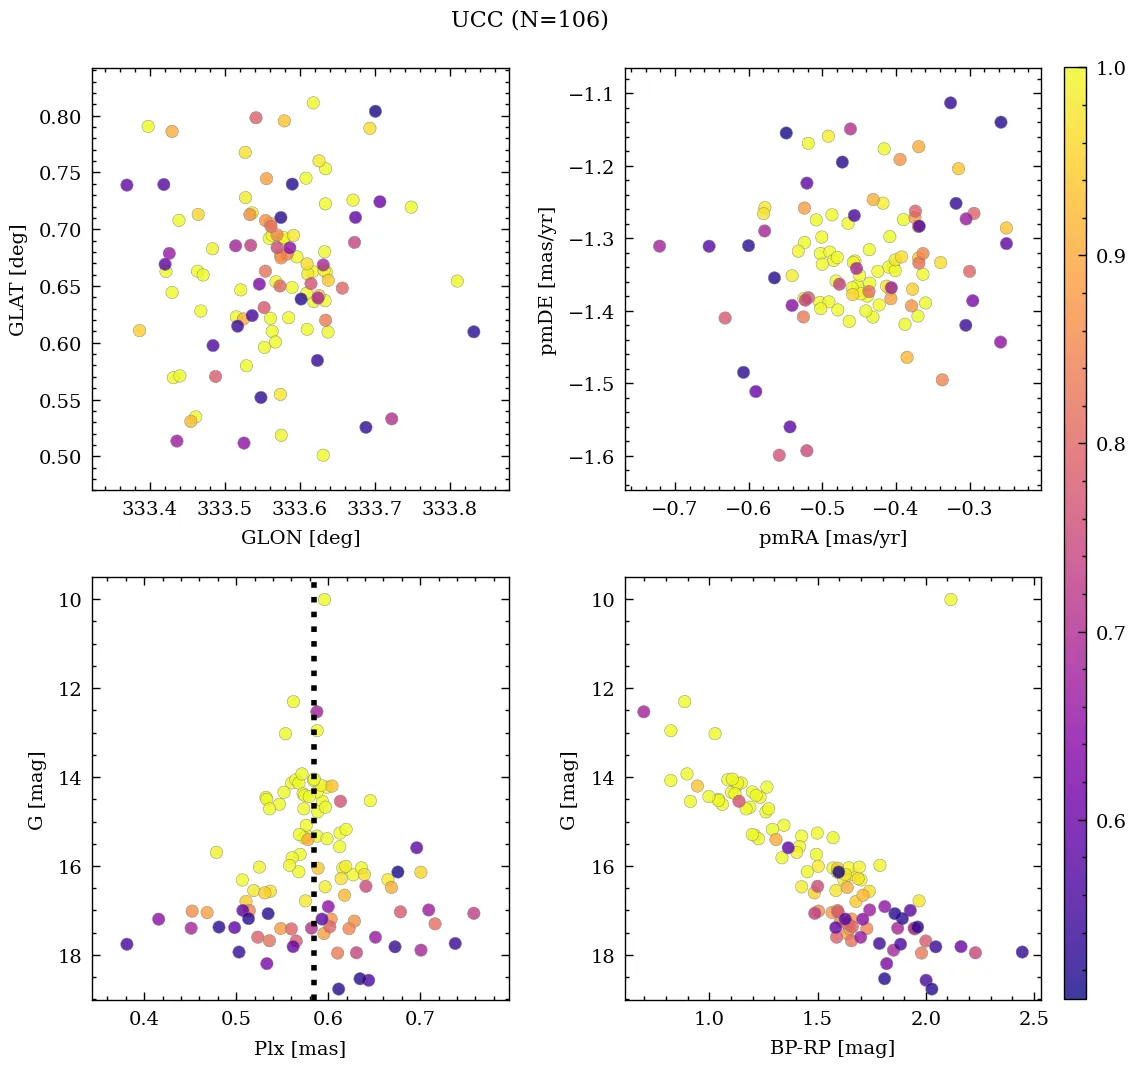 UCC (N=106)
0.80
0.75
0.70
0.65
0.60
0.55
0.50
GLAT [deg]
333.4 333.5 333.6 333.7 333.8
GLON [deg]
−1.1
−1.2
−1.3
−1.4
−1.5
−1.6
pmDE [mas/yr]
−0.7 −0.6 −0.5 −0.4 −0.3
pmRA [mas/yr]
1.0
0.9
0.8
0.7
0.6
10
12
14
16
18
G [mag]
0.4 0.5 0.6 0.7
Plx [mas]
10
12
14
16
18
G [mag]
1.0 1.5 2.0 2.5
BP-RP [mag]